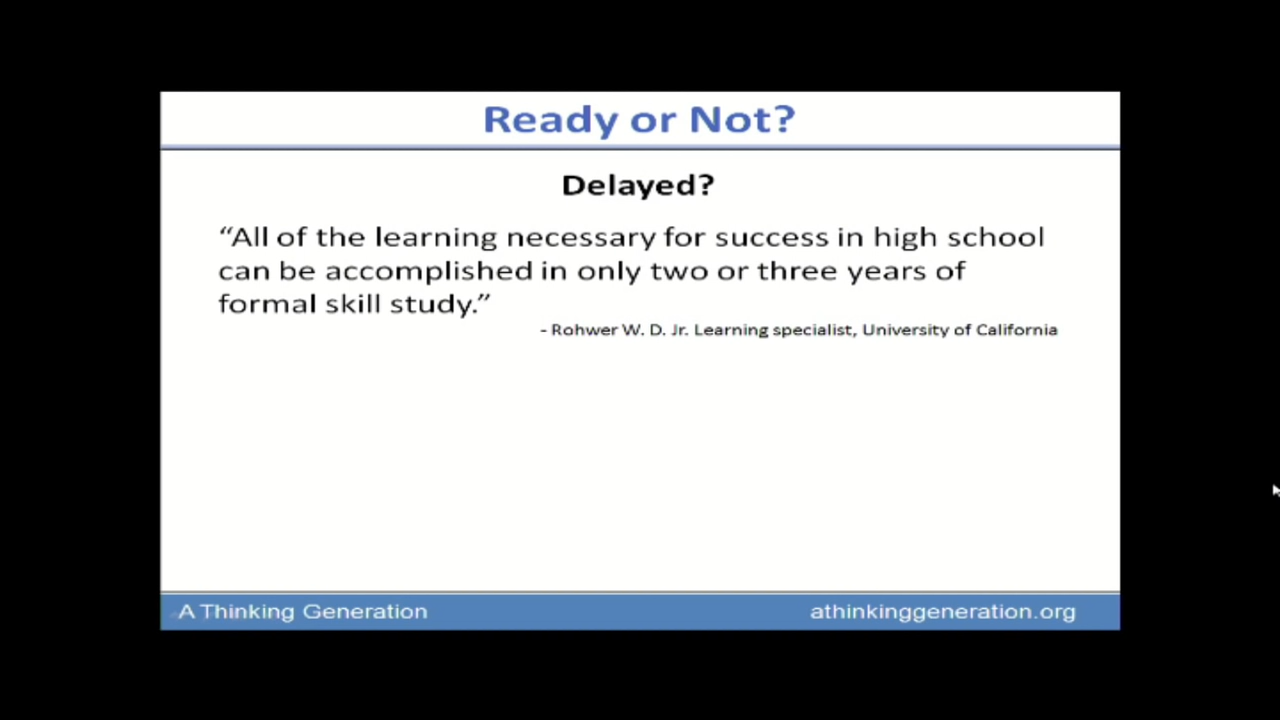 Ready or Not?
Delayed?
“All of the learning necessary for success in high school
can be accomplished in only two or three years of
formal skill study.”
- Rohwer W. D. Jr. Learning specialist, University of California
A Thinking Generation
athinkinggeneration.org